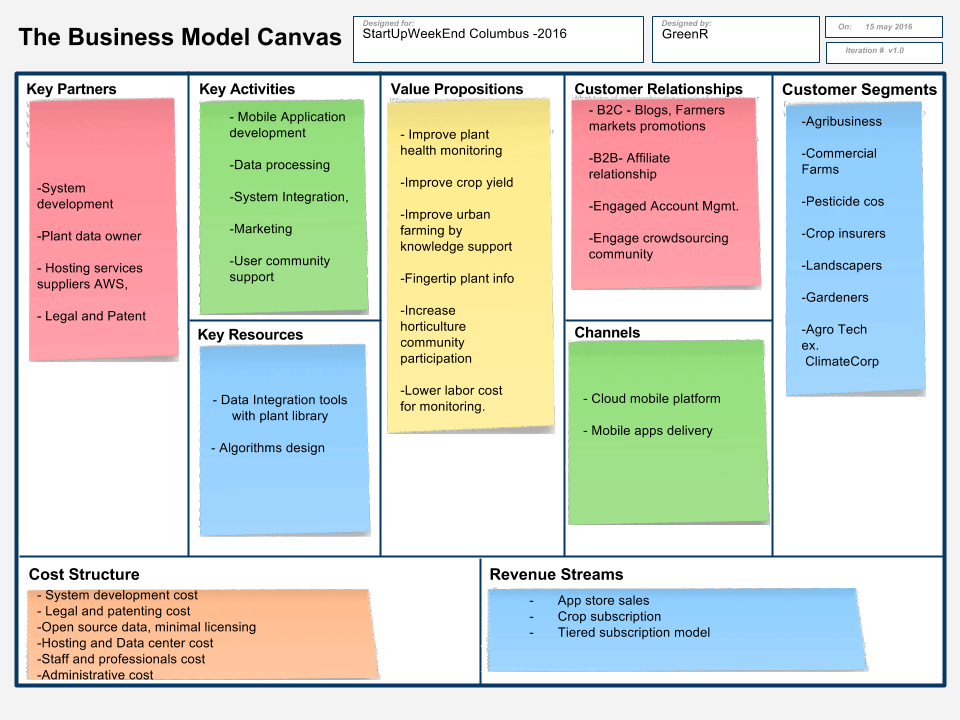 The Business Model Canvas
Designed for:
StartUpWeekEnd Columbus -2016
Designed by:
GreenR
On: 15 may 2016
Iteration # v1.0
Key Partners
-System
development
-Plant data owner
- Hosting services
suppliers AWS,
- Legal and Patent
Key Activities
- Mobile Application
development
-Data processing
-System Integration,
-Marketing
-User community
support
Key Resources
- Data Integration tools
with plant library
- Algorithms design
Value Propositions
- Improve plant
health monitoring
-Improve crop yield
-Improve urban
farming by
knowledge support
-Fingertip plant info
-Increase
horticulture
community
participation
-Lower labor cost
for monitoring.
Customer Relationships
- B2C - Blogs, Farmers
markets promotions
-B2B- Affiliate
relationship
-Engaged Account Mgmt.
-Engage crowdsourcing
community
Channels
- Cloud mobile platform
- Mobile apps delivery
Customer Segments
-Agribusiness
-Commercial
Farms
-Pesticide cos
-Crop insurers
-Landscapers
-Gardeners
-Agro Tech
ex.
ClimateCorp
Cost Structure
- System development cost
- Legal and patenting cost
-Open source data, minimal licensing
-Hosting and Data center cost
-Staff and professionals cost
-Administrative cost
Revenue Streams
- App store sales
- Crop subscription
- Tiered subscription model